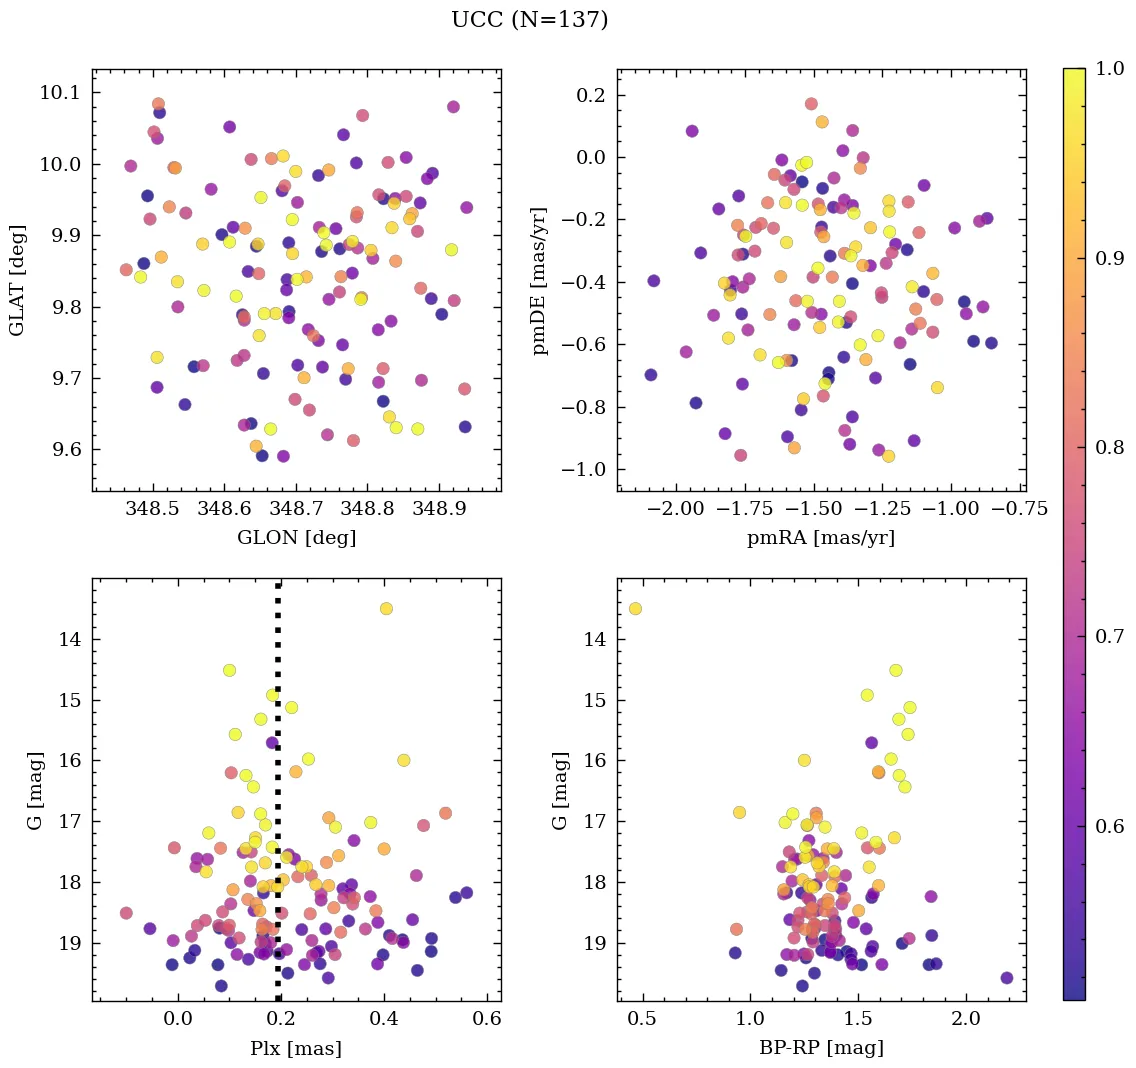 UCC (N=137)
10.1
10.0
9.9
9.8
9.7
9.6
GLAT [deg]
348.5 348.6 348.7 348.8 348.9
GLON [deg]
0.2
0.0
−0.2
−0.4
−0.6
−0.8
−1.0
pmDE [mas/yr]
−2.00 −1.75 −1.50 −1.25 −1.00 −0.75
pmRA [mas/yr]
14
15
16
17
18
19
G [mag]
0.0 0.2 0.4 0.6
Plx [mas]
14
15
16
17
18
19
G [mag]
0.5 1.0 1.5 2.0
BP-RP [mag]
1.0
0.9
0.8
0.7
0.6